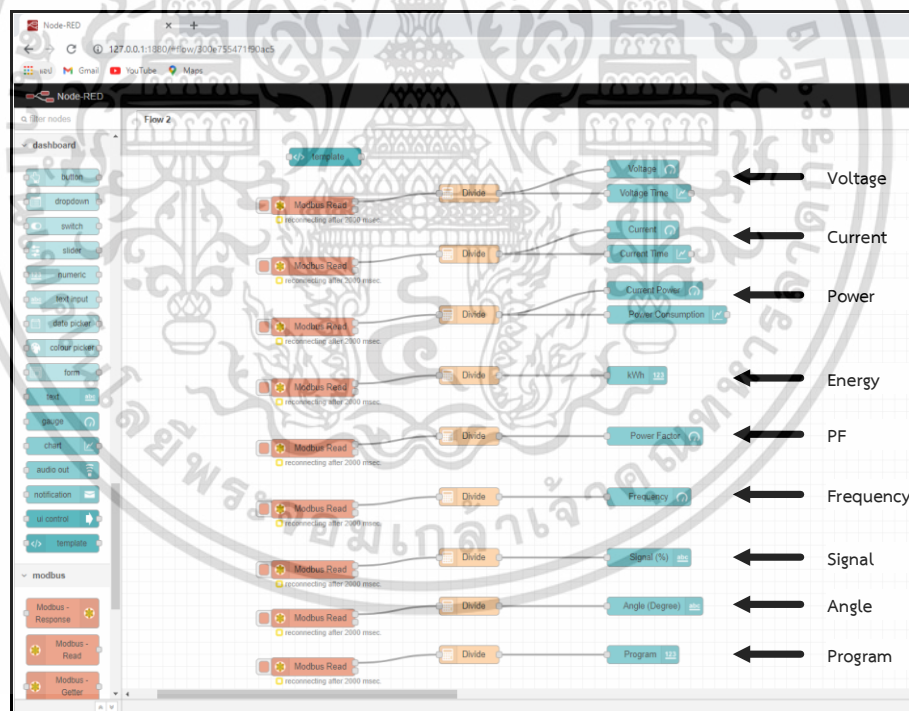 Node-RED
127.0.0.1:1880/#flow/300e755471f90ac5
แอป Gmail YouTube Maps
Node-RED
filter nodes
Flow 2
dashboard
button
dropdown
switch
slider
numeric
text input
date picker
colour picker
form
text
gauge
chart
audio out
notification
ui control
template
modbus
Modbus - Response
Modbus - Read
Modbus - Getter
template
Modbus Read
reconnecting after 2000 msec.
Divide
Voltage
Voltage Time
Voltage
Modbus Read
reconnecting after 2000 msec.
Divide
Current
Current Time
Current
Modbus Read
reconnecting after 2000 msec.
Divide
Current Power
Power Consumption
Power
Modbus Read
reconnecting after 2000 msec.
Divide
kWh
Energy
Modbus Read
reconnecting after 2000 msec.
Divide
Power Factor
PF
Modbus Read
reconnecting after 2000 msec.
Divide
Frequency
Frequency
Modbus Read
reconnecting after 2000 msec.
Divide
Signal (%)
Signal
Modbus Read
reconnecting after 2000 msec.
Divide
Angle (Degree)
Angle
Modbus Read
reconnecting after 2000 msec.
Divide
Program
Program